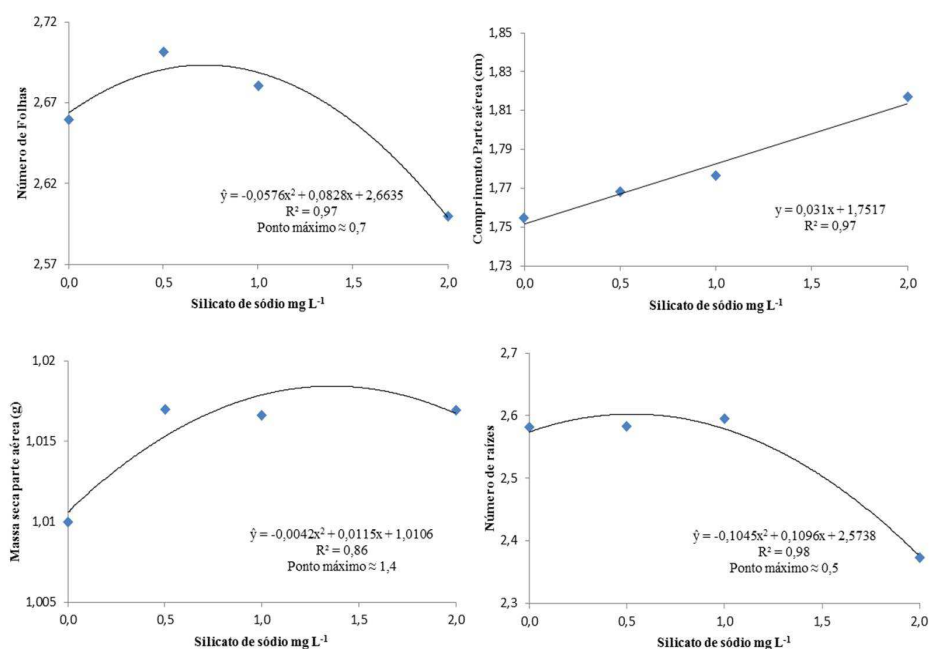 2,72
2,67
2,62
2,57
Número de Folhas
ŷ = -0,0576x² + 0,0828x + 2,6635
R² = 0,97
Ponto máximo ≈ 0,7
0,0 0,5 1,0 1,5 2,0
Silicato de sódio mg L⁻¹
1,85
1,83
1,81
1,79
1,77
1,75
1,73
Comprimento Parte aérea (cm)
y = 0,031x + 1,7517
R² = 0,97
0,0 0,5 1,0 1,5 2,0
Silicato de sódio mg L⁻¹
1,02
1,015
1,01
1,005
Massa seca parte aérea (g)
ŷ = -0,0042x² + 0,0115x + 1,0106
R² = 0,86
Ponto máximo ≈ 1,4
0,0 0,5 1,0 1,5 2,0
Silicato de sódio mg L⁻¹
2,7
2,6
2,5
2,4
2,3
Número de raízes
ŷ = -0,1045x² + 0,1096x + 2,5738
R² = 0,98
Ponto máximo ≈ 0,5
0,0 0,5 1,0 1,5 2,0
Silicato de sódio mg L⁻¹